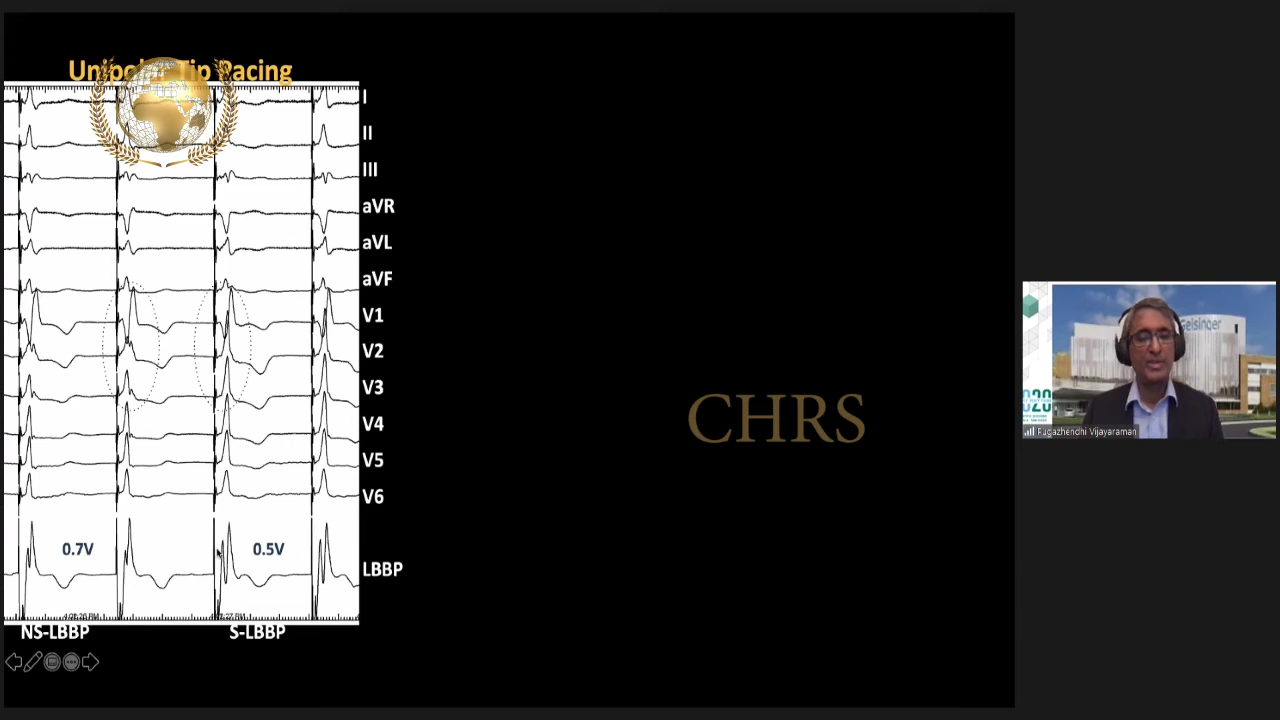 Unipolar Tip Pacing
I
II
III
aVR
aVL
aVF
V1
V2
V3
V4
V5
V6
0.7V
0.5V
LBBP
NS-LBBP
S-LBBP
CHRS
Geisinger
Pugazhendhi Vijayaraman